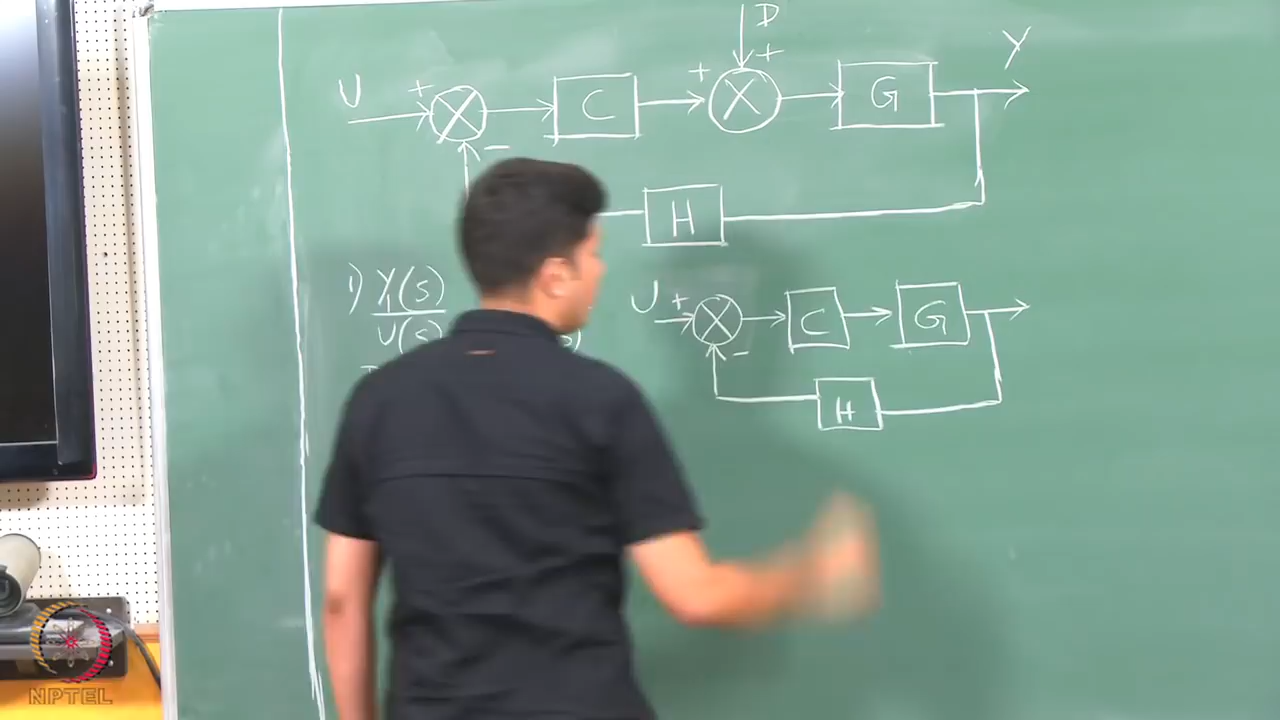 D
U + - C + + G Y
H
1) Y(S)
U(S)
U + - C G
H
NPTEL